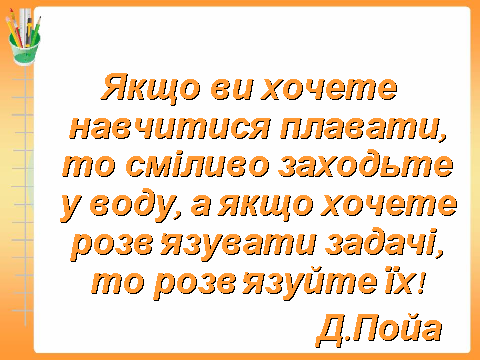 Якщо ви хочете
навчитися плавати,
то сміливо заходьте
у воду, а якщо хочете
розв'язувати задачі,
то розв'язуйте їх!
Д.Пойа